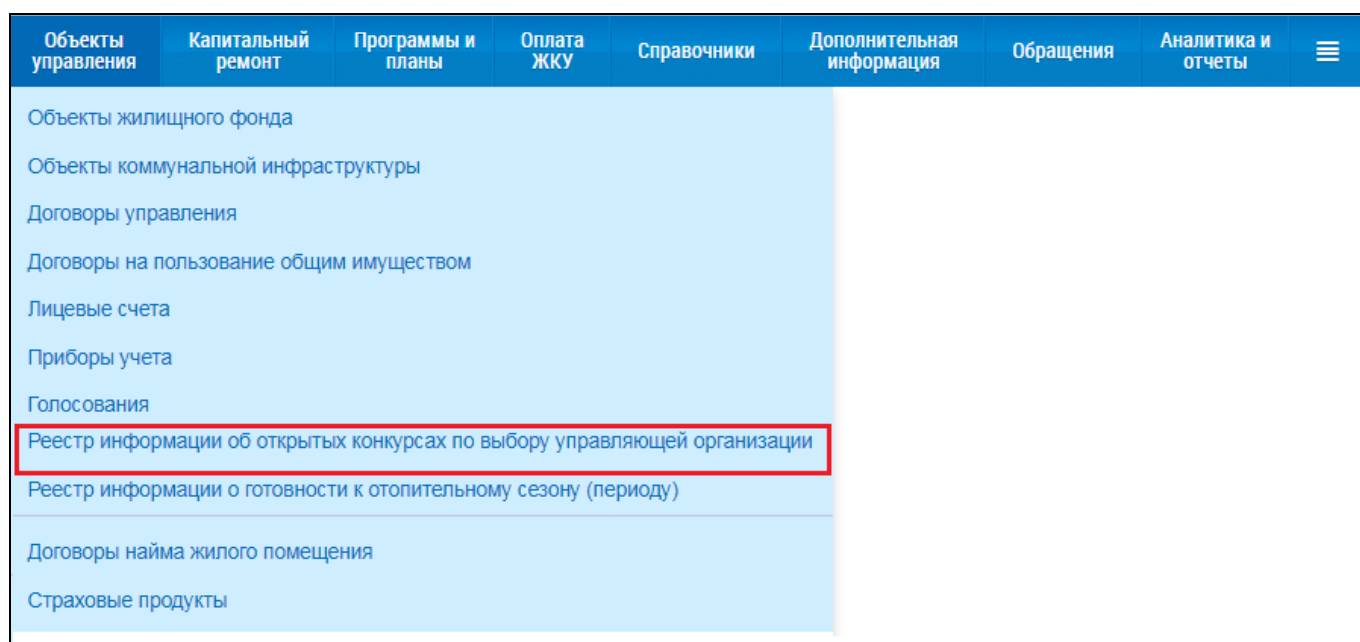 Объекты управления
Капитальный ремонт
Программы и планы
Оплата ЖКУ
Справочники
Дополнительная информация
Обращения
Аналитика и отчеты
Объекты жилищного фонда
Объекты коммунальной инфраструктуры
Договоры управления
Договоры на пользование общим имуществом
Лицевые счета
Приборы учета
Голосования
Реестр информации об открытых конкурсах по выбору управляющей организации
Реестр информации о готовности к отопительному сезону (периоду)
Договоры найма жилого помещения
Страховые продукты